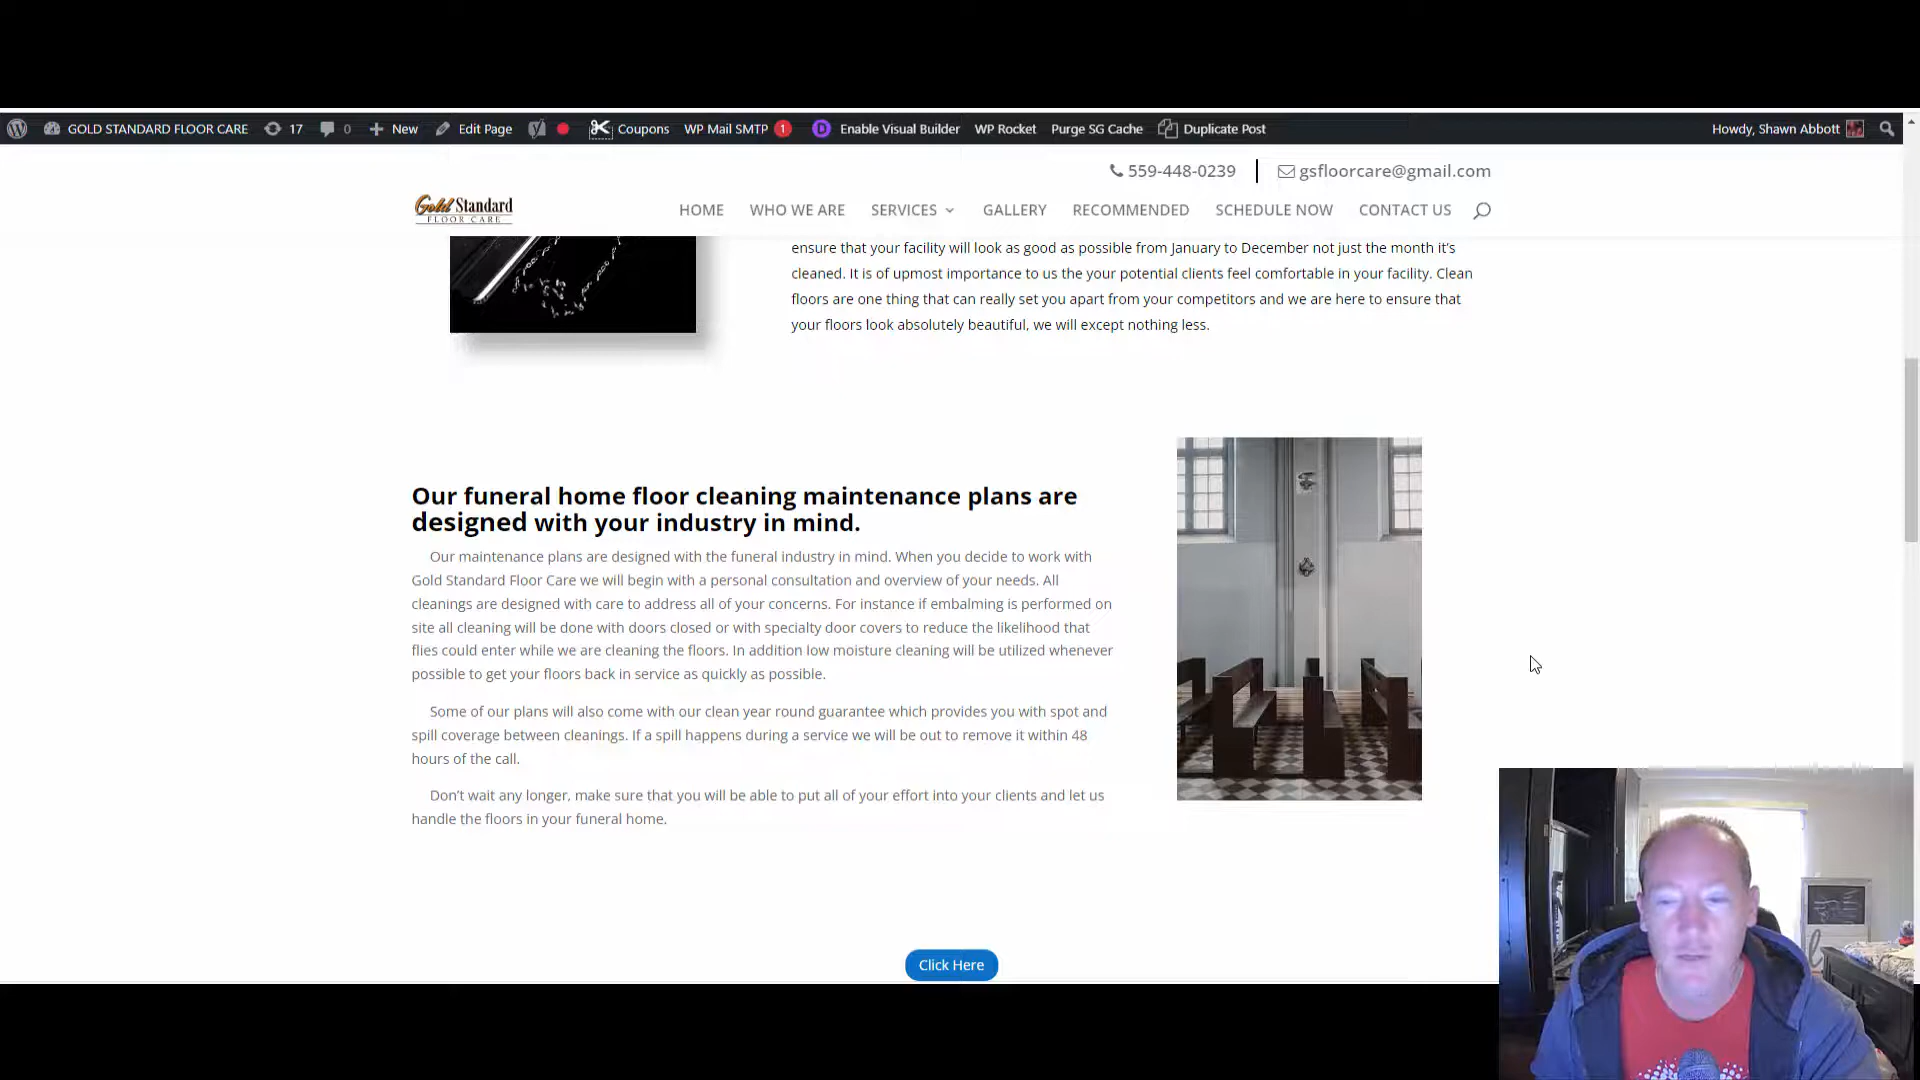 GOLD STANDARD FLOOR CARE 17 0 New Edit Page Coupons WP Mail SMTP 1 Enable Visual Builder WP Rocket Purge SG Cache Duplicate Post Howdy, Shawn Abbott
559-448-0239 gsfloorcare@gmail.com
Gold Standard
FLOOR CARE
HOME WHO WE ARE SERVICES GALLERY RECOMMENDED SCHEDULE NOW CONTACT US
ensure that your facility will look as good as possible from January to December not just the month it's
cleaned. It is of upmost importance to us the your potential clients feel comfortable in your facility. Clean
floors are one thing that can really set you apart from your competitors and we are here to ensure that
your floors look absolutely beautiful, we will except nothing less.
Our funeral home floor cleaning maintenance plans are
designed with your industry in mind.
Our maintenance plans are designed with the funeral industry in mind. When you decide to work with
Gold Standard Floor Care we will begin with a personal consultation and overview of your needs. All
cleanings are designed with care to address all of your concerns. For instance if embalming is performed on
site all cleaning will be done with doors closed or with specialty door covers to reduce the likelihood that
flies could enter while we are cleaning the floors. In addition low moisture cleaning will be utilized whenever
possible to get your floors back in service as quickly as possible.
Some of our plans will also come with our clean year round guarantee which provides you with spot and
spill coverage between cleanings. If a spill happens during a service we will be out to remove it within 48
hours of the call.
Don't wait any longer, make sure that you will be able to put all of your effort into your clients and let us
handle the floors in your funeral home.
Click Here